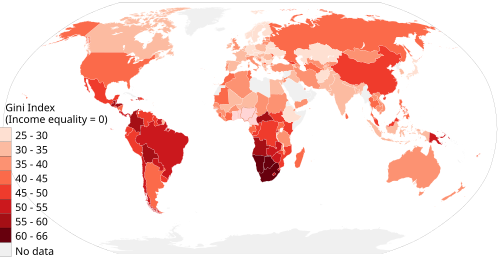 Gini Index
(Income equality = 0)
25 - 30
30 - 35
35 - 40
40 - 45
45 - 50
50 - 55
55 - 60
60 - 66
No data